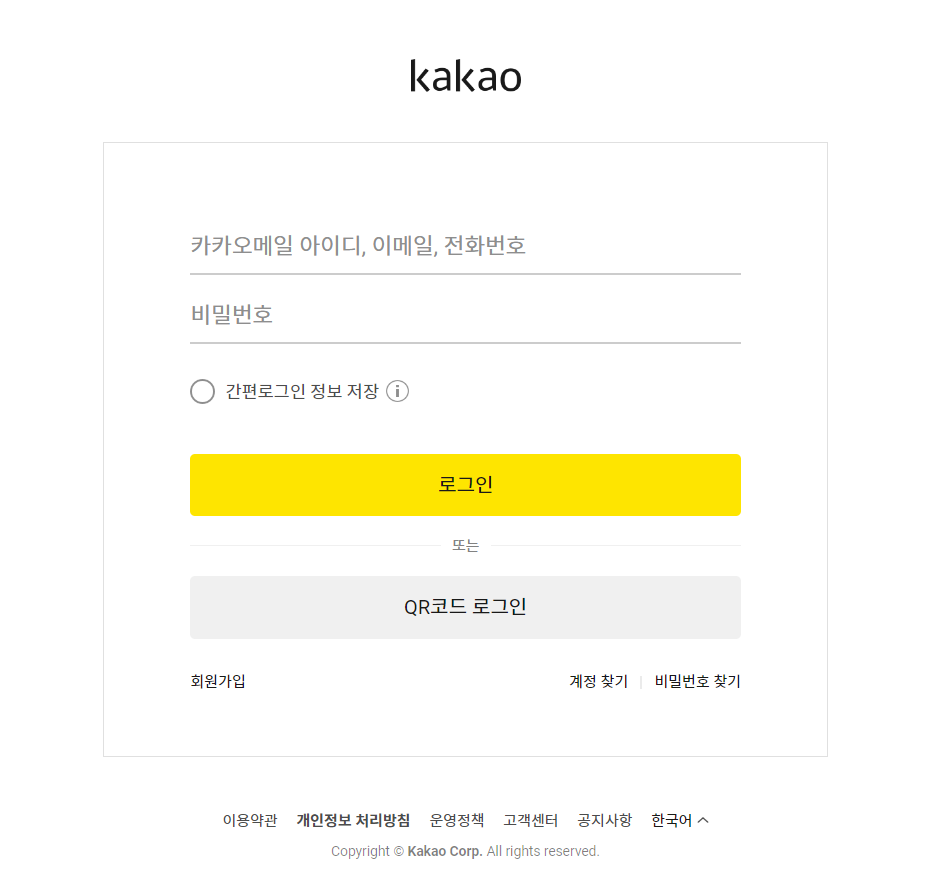 kakao
카카오메일 아이디, 이메일, 전화번호
비밀번호
간편로그인 정보 저장
로그인
또는
QR코드 로그인
회원가입 계정 찾기 비밀번호 찾기
이용약관 개인정보 처리방침 운영정책 고객센터 공지사항 한국어
Copyright © Kakao Corp. All rights reserved.